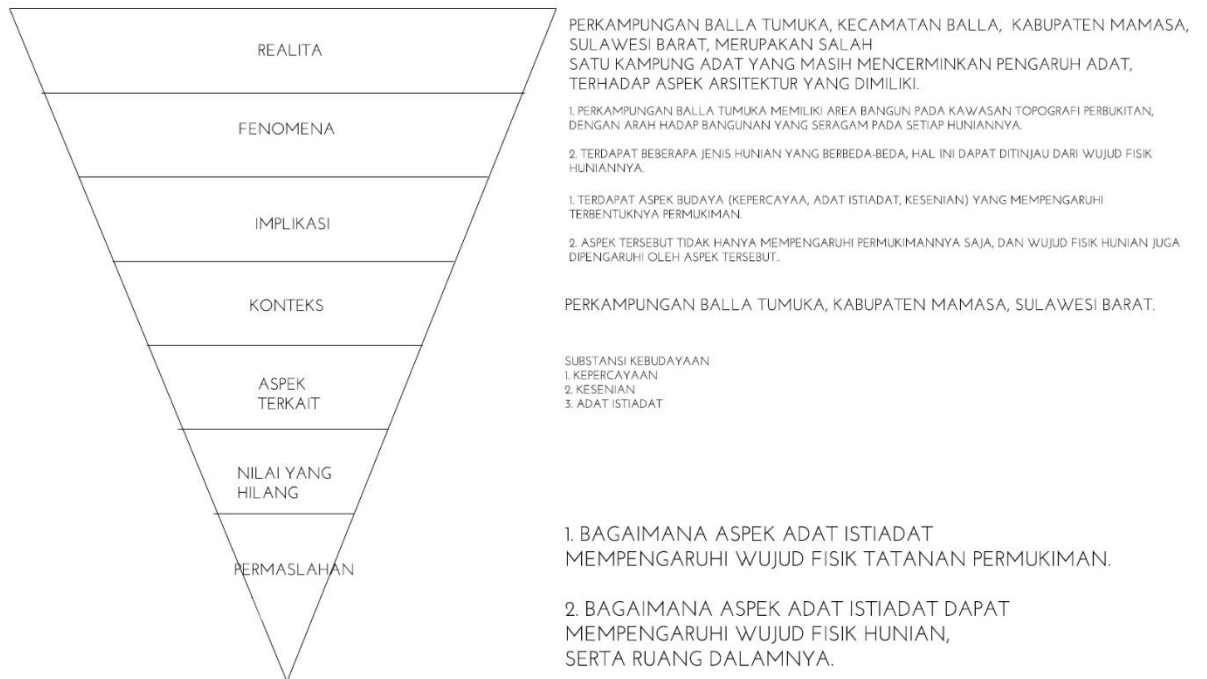 REALITA
PERKAMPUNGAN BALLA TUMUKA, KECAMATAN BALLA, KABUPATEN MAMASA,
SULAWESI BARAT, MERUPAKAN SALAH
SATU KAMPUNG ADAT YANG MASIH MENCERMINKAN PENGARUH ADAT,
TERHADAP ASPEK ARSITEKTUR YANG DIMILIKI.
FENOMENA
1. PERKAMPUNGAN BALLA TUMUKA MEMILIKI AREA BANGUN PADA KAWASAN TOPOGRAFI PERBUKITAN,
DENGAN ARAH HADAP BANGUNAN YANG SERAGAM PADA SETIAP HUNIANNYA.
2. TERDAPAT BEBERAPA JENIS HUNIAN YANG BERBEDA-BEDA, HAL INI DAPAT DITINJAU DARI WUJUD FISIK
HUNIANNYA.
IMPLIKASI
1. TERDAPAT ASPEK BUDAYA (KEPERCAYAA, ADAT ISTIADAT, KESENIAN) YANG MEMPENGARUHI
TERBENTUKNYA PERMUKIMAN.
2. ASPEK TERSEBUT TIDAK HANYA MEMPENGARUHI PERMUKIMANNYA SAJA, DAN WUJUD FISIK HUNIAN JUGA
DIPENGARUHI OLEH ASPEK TERSEBUT..
KONTEKS
PERKAMPUNGAN BALLA TUMUKA, KABUPATEN MAMASA, SULAWESI BARAT.
ASPEK
TERKAIT
SUBSTANSI KEBUDAYAAN
1. KEPERCAYAAN
2. KESENIAN
3. ADAT ISTIADAT
NILAI YANG
HILANG
PERMASLAHAN
1. BAGAIMANA ASPEK ADAT ISTIADAT
MEMPENGARUHI WUJUD FISIK TATANAN PERMUKIMAN.
2. BAGAIMANA ASPEK ADAT ISTIADAT DAPAT
MEMPENGARUHI WUJUD FISIK HUNIAN,
SERTA RUANG DALAMNYA.